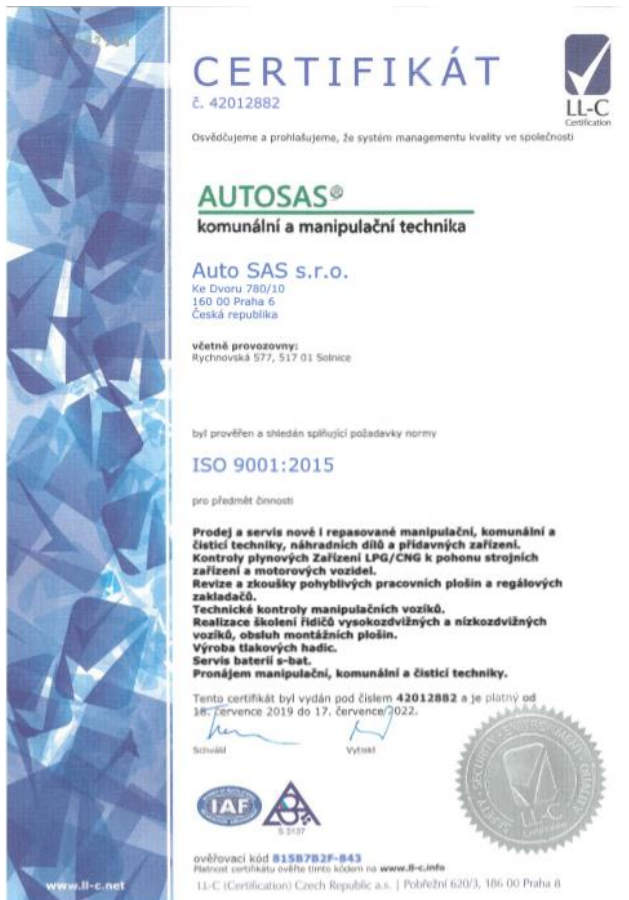 CERTIFIKÁT
č. 42012882
LL-C
Certification
Osvědčujeme a prohlašujeme, že systém managementu kvality ve společnosti
AUTOSAS®
komunální a manipulační technika
Auto SAS s.r.o.
Ke Dvoru 780/10
160 00 Praha 6
Česká republika
včetně provozovny:
Rychnovská 577, 517 01 Solnice
byl prověřen a shledán splňující požadavky normy
ISO 9001:2015
pro předmět činnosti
Prodej a servis nové i repasované manipulační, komunální a
čisticí techniky, náhradních dílů a přídavných zařízení.
Kontroly plynových Zařízení LPG/CNG k pohonu strojních
zařízení a motorových vozidel.
Revize a zkoušky pohyblivých pracovních plošin a regálových
zakladačů.
Technické kontroly manipulačních vozíků.
Realizace školení řidičů vysokozdvižných a nízkozdvižných
vozíků, obsluh montážních plošin.
Výroba tlakových hadic.
Servis baterií s-bat.
Pronájem manipulační, komunální a čisticí techniky.
Tento certifikát byl vydán pod číslem 42012882 a je platný od
18. července 2019 do 17. července 2022.
Schválil
Vytiskl
IAF
S 3137
LL-C
ověřovací kód 815B7B2F-843
Platnost certifikátu ověřte tímto kódem na www.ll-c.info
www.ll-c.net
LL-C (Certification) Czech Republic a.s. | Pobřežní 620/3, 186 00 Praha 8